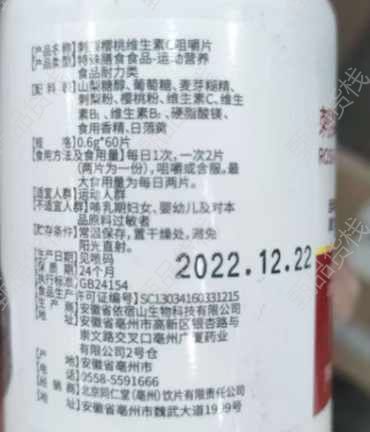 [产品名称]刺梨樱桃维生素C咀嚼片
[产品类型]特殊膳食食品-运动营养
食品耐力类
[配料表]山梨糖醇、葡萄糖、麦芽糊精、
刺梨粉、樱桃粉、维生素C、维生
素B₁、维生素B₂、硬脂酸镁、
食用香精、日落黄
[规格]0.6g*60片
[食用方法及食用量]每日1次,一次2片
(两片为一份),咀嚼或含服,最
大食用量为每日两片。
[适宜人群]运动人群
[不适宜人群]哺乳期妇女、婴幼儿及对本
品原料过敏者
[贮存条件]常温保存,置干燥处,避免
阳光直射。
[生产日期]见喷码
[保质期]24个月
[执行标准]GB24154
[食品生产许可证编号]SC13034160331215
[生产商]安徽省依宿山生物科技有限公司
[地址]安徽省亳州市高新区银杏路与
崇文路交叉口亳州广夏药业
有限公司2号仓
[产地]安徽省亳州市
[电话]0558-5591666
[经销商]北京同仁堂(亳州)饮片有限责任公司
[地址]安徽省亳州市魏武大道1999号
2022.12.22